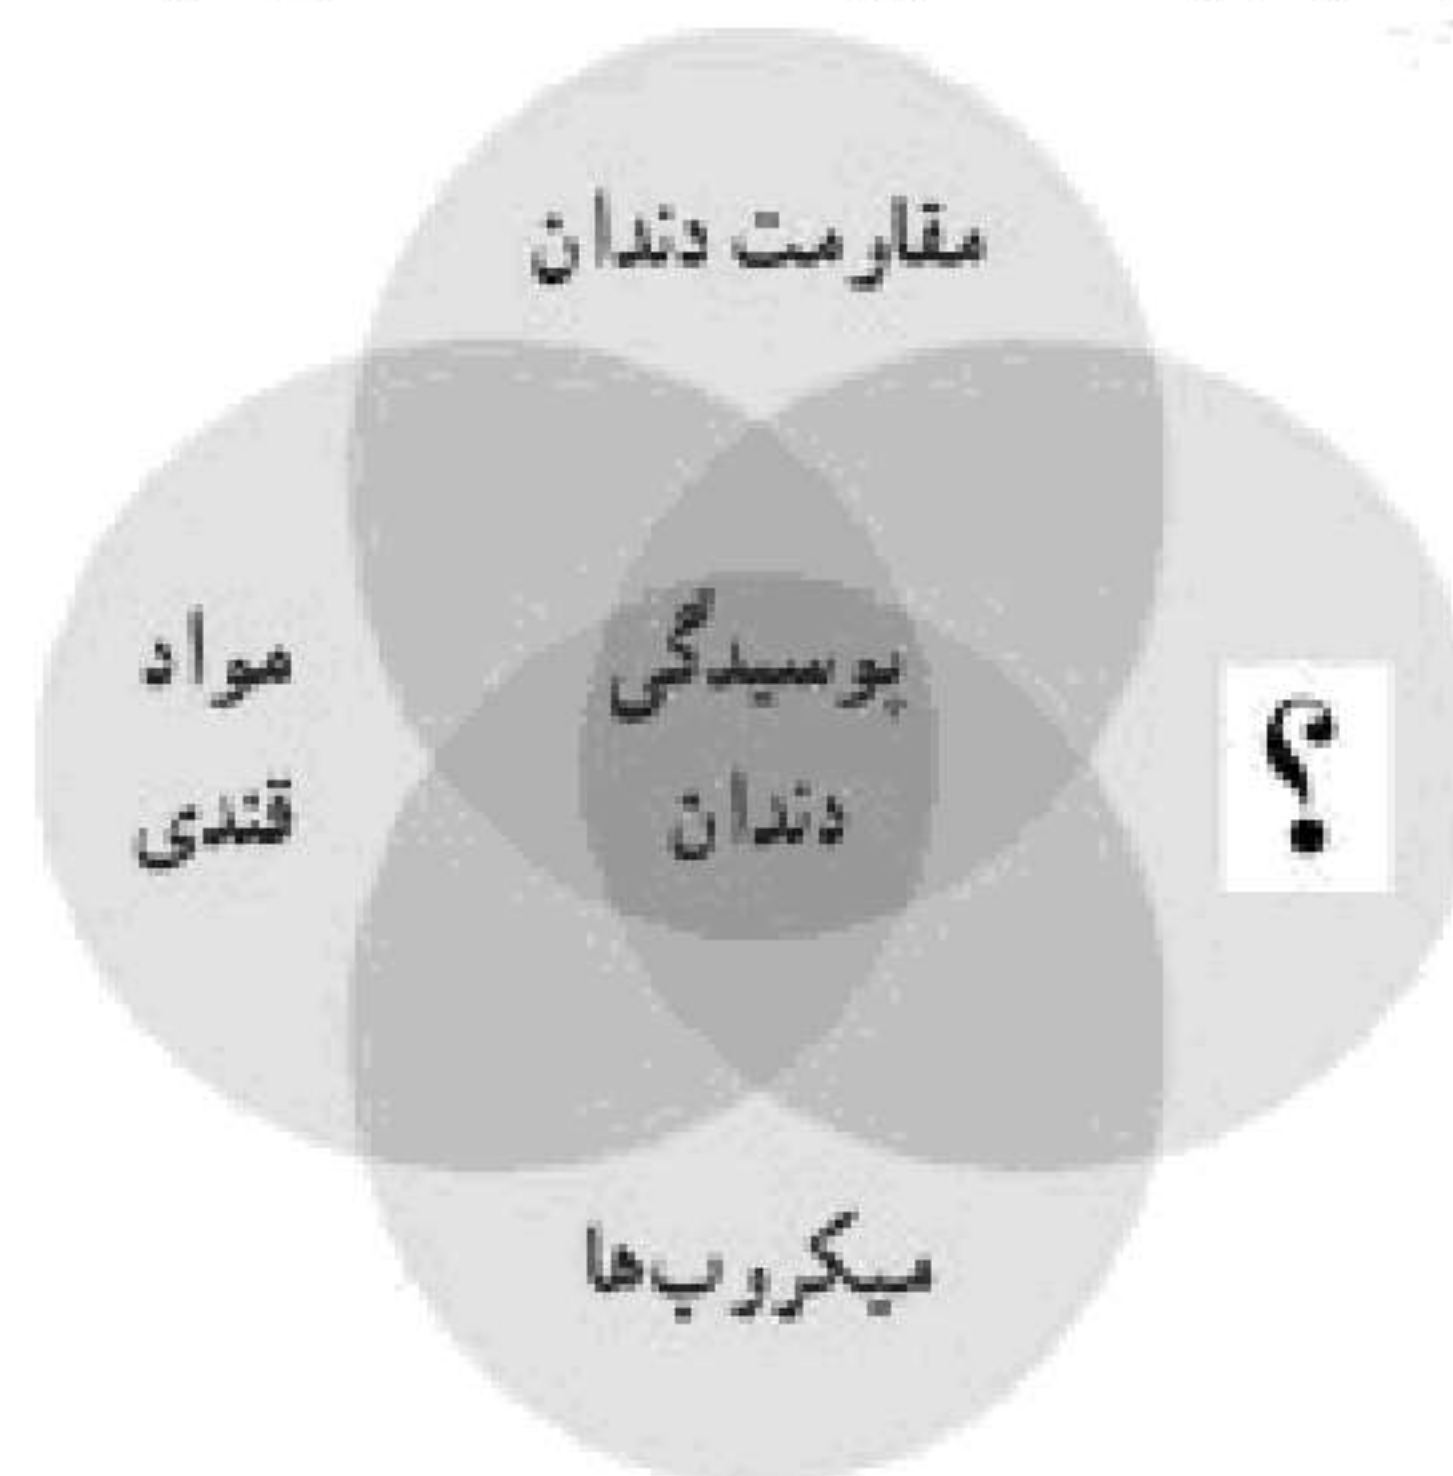 مقاومت دندان
مواد
قندی
پوسیدگی
دندان
؟
میکروب‌ها